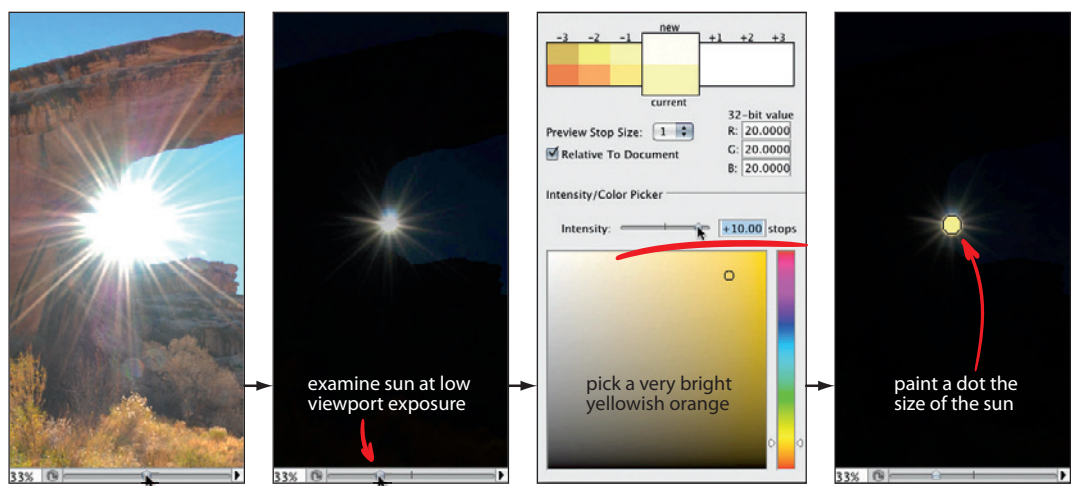 33%
examine sun at low
viewport exposure
33%
new
-3 -2 -1 +1 +2 +3
current
32-bit value
Preview Stop Size: 1 R: 20.0000
Relative To Document G: 20.0000
B: 20.0000
Intensity/Color Picker
Intensity: +10.00 stops
pick a very bright
yellowish orange
paint a dot the
size of the sun
33%